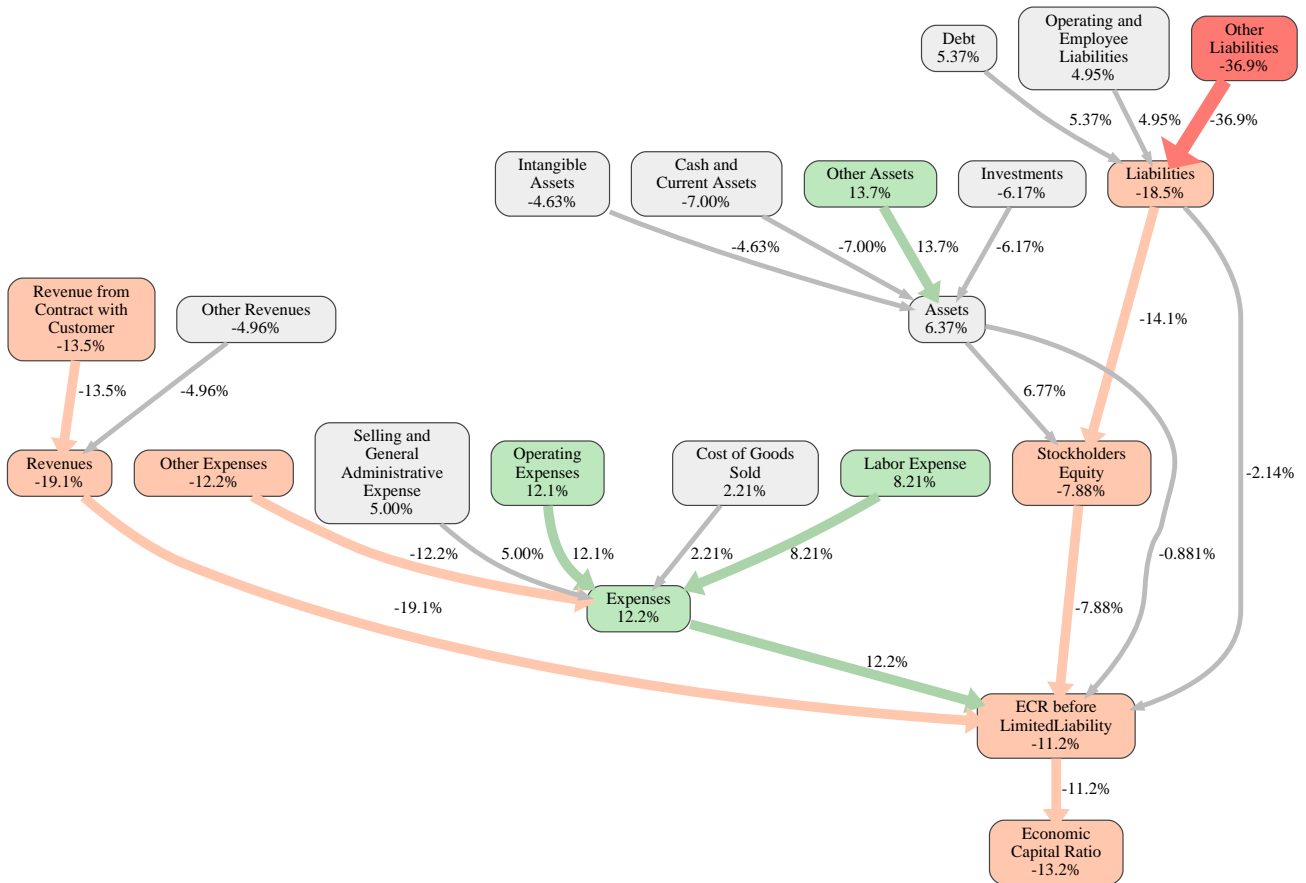 Debt
5.37%
Operating and
Employee
Liabilities
4.95%
Other
Liabilities
-36.9%
5.37%
4.95%
-36.9%
Intangible
Assets
-4.63%
Cash and
Current Assets
-7.00%
Other Assets
13.7%
Investments
-6.17%
Liabilities
-18.5%
-4.63%
-7.00%
13.7%
-6.17%
Revenue from
Contract with
Customer
-13.5%
Other Revenues
-4.96%
Assets
6.37%
-14.1%
-13.5%
-4.96%
6.77%
Revenues
-19.1%
Other Expenses
-12.2%
Selling and
General
Administrative
Expense
5.00%
Operating
Expenses
12.1%
Cost of Goods
Sold
2.21%
Labor Expense
8.21%
Stockholders
Equity
-7.88%
-2.14%
-12.2%
5.00%
12.1%
2.21%
8.21%
-0.881%
-19.1%
Expenses
12.2%
-7.88%
12.2%
ECR before
LimitedLiability
-11.2%
-11.2%
Economic
Capital Ratio
-13.2%